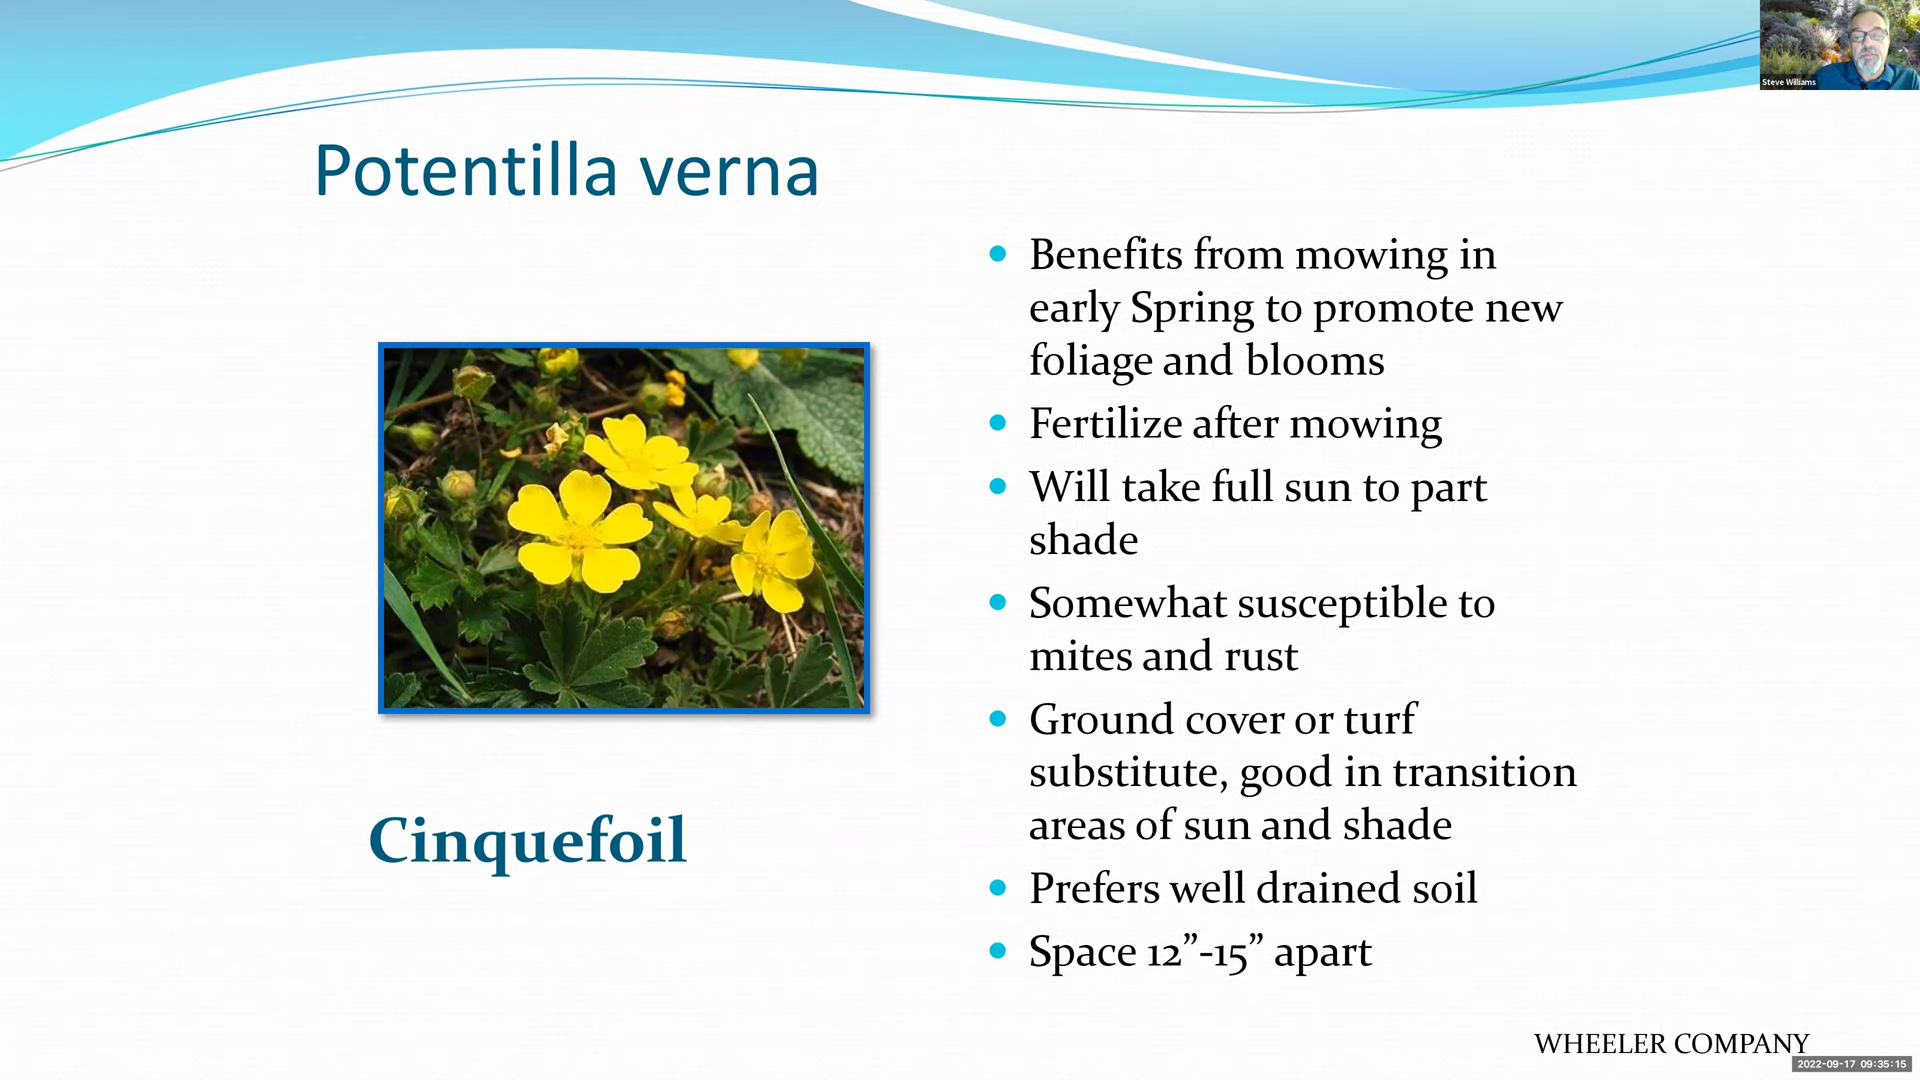 Steve Williams
Potentilla verna
Benefits from mowing in
early Spring to promote new
foliage and blooms
Fertilize after mowing
Will take full sun to part
shade
Somewhat susceptible to
mites and rust
Ground cover or turf
substitute, good in transition
areas of sun and shade
Prefers well drained soil
Space 12”-15” apart
Cinquefoil
WHEELER COMPANY
2022-09-17 09:35:15